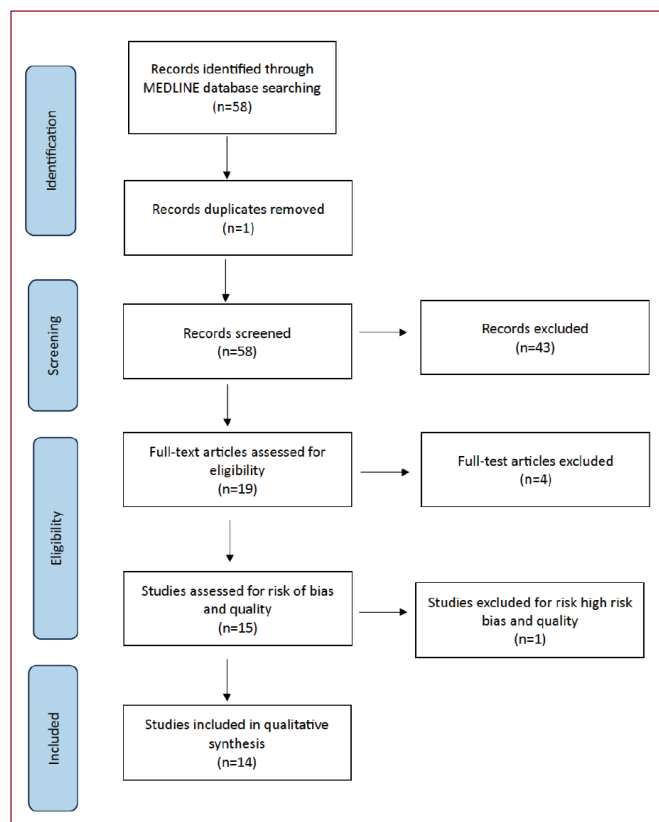 Identification
Records identified through
MEDLINE database searching
(n=58)
Records duplicates removed
(n=1)
Screening
Records screened
(n=58)
Records excluded
(n=43)
Eligibility
Full-text articles assessed for
eligibility
(n=19)
Full-test articles excluded
(n=4)
Studies assessed for risk of bias
and quality
(n=15)
Studies excluded for risk high risk
bias and quality
(n=1)
Included
Studies included in qualitative
synthesis
(n=14)